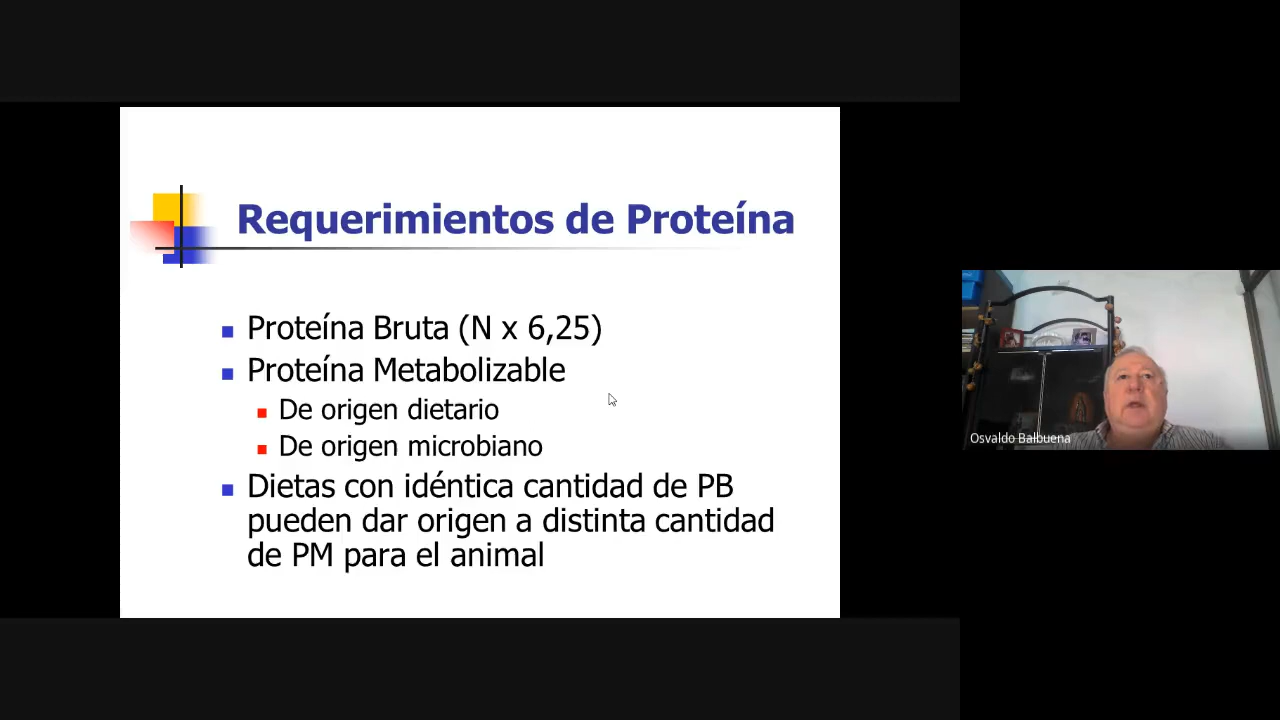 Requerimientos de Proteína
Proteína Bruta (N x 6,25)
Proteína Metabolizable
De origen dietario
De origen microbiano
Dietas con idéntica cantidad de PB
pueden dar origen a distinta cantidad
de PM para el animal
Osvaldo Balbuena